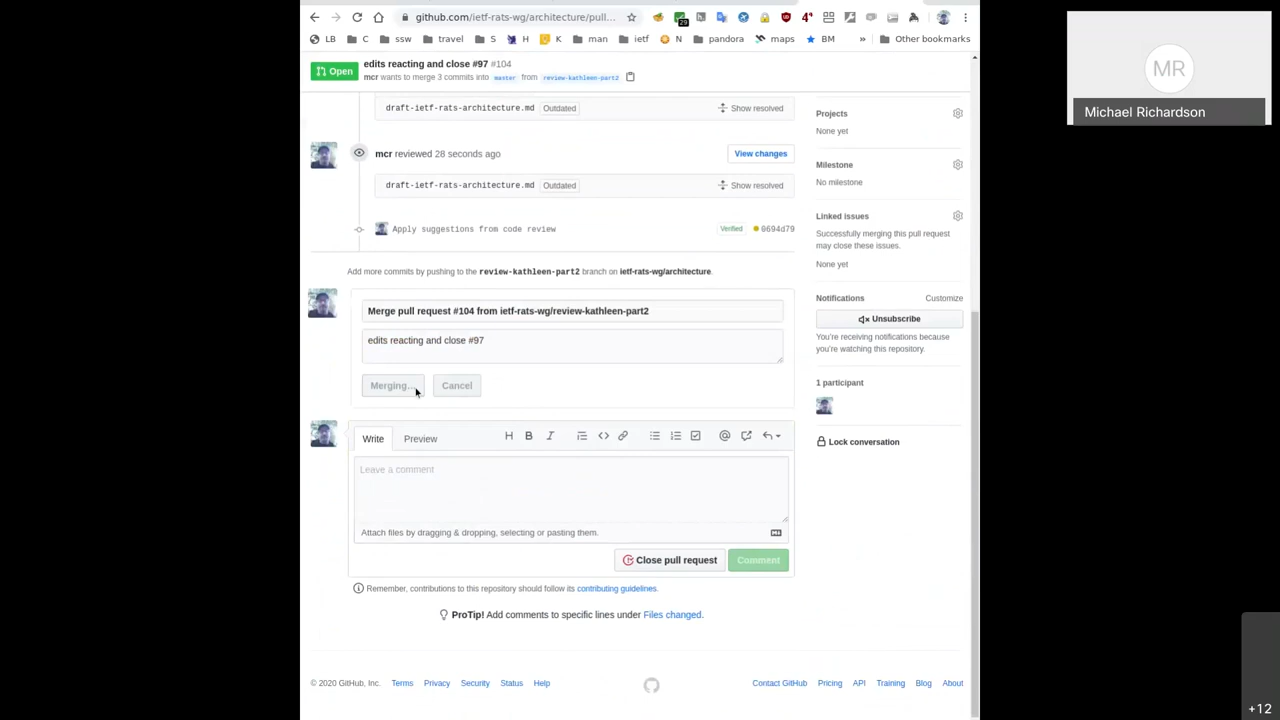 github.com/ietf-rats-wg/architecture/pull...
29
4
LB
C
ssw
travel
S
H
K
man
ietf
N
pandora
maps
BM
»
Other bookmarks
Open
edits reacting and close #97 #104
mcr wants to merge 3 commits into master from review-kathleen-part2
draft-ietf-rats-architecture.md Outdated
Show resolved
mcr reviewed 28 seconds ago
View changes
draft-ietf-rats-architecture.md Outdated
Show resolved
Apply suggestions from code review
Verified
0694d79
Add more commits by pushing to the review-kathleen-part2 branch on ietf-rats-wg/architecture.
Merge pull request #104 from ietf-rats-wg/review-kathleen-part2
edits reacting and close #97
Merging...
Cancel
Write
Preview
H B I
Leave a comment
Attach files by dragging & dropping, selecting or pasting them.
Close pull request
Comment
Remember, contributions to this repository should follow its contributing guidelines.
ProTip! Add comments to specific lines under Files changed.
Projects
None yet
Milestone
No milestone
Linked issues
Successfully merging this pull request
may close these issues.
None yet
Notifications
Customize
Unsubscribe
You're receiving notifications because
you're watching this repository.
1 participant
Lock conversation
© 2020 GitHub, Inc.
Terms
Privacy
Security
Status
Help
Contact GitHub
Pricing
API
Training
Blog
About
MR
Michael Richardson
+12